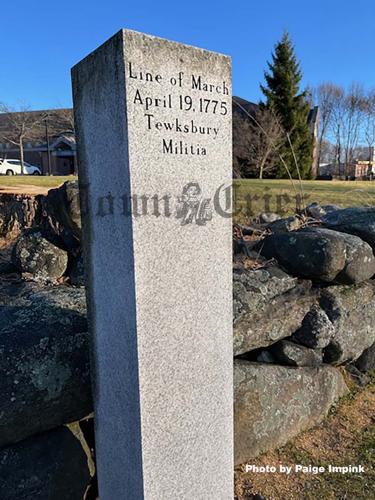 Line of March
April 19, 1775
Tewksbury
Militia
Town Crier
Photo by Paige Impink